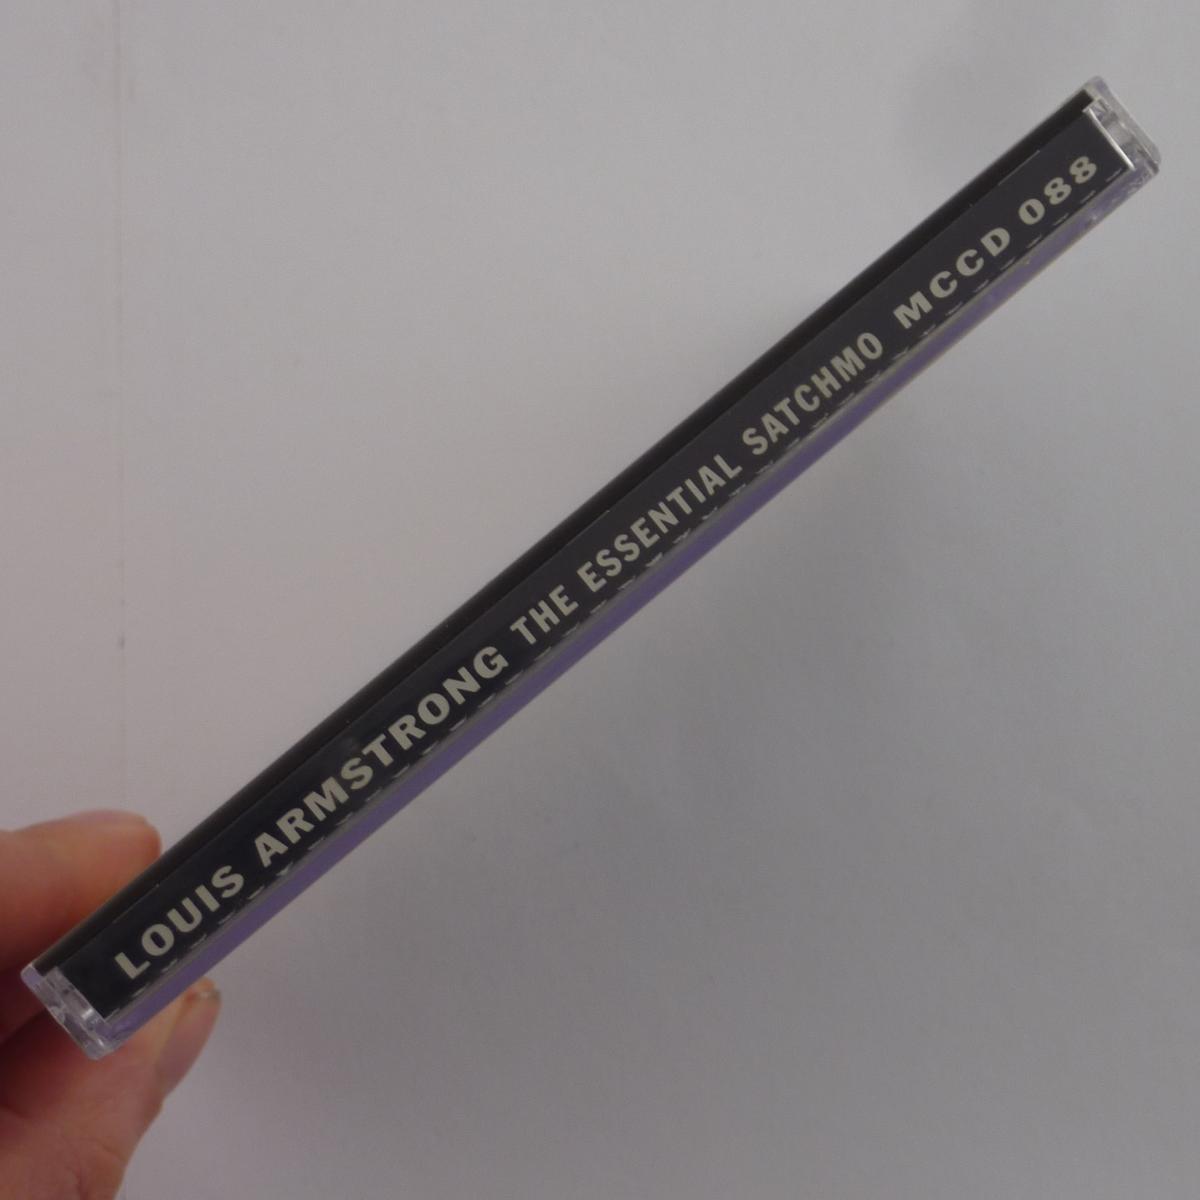 LOUIS ARMSTRONG THE ESSENTIAL SATCHMO MCCD 088